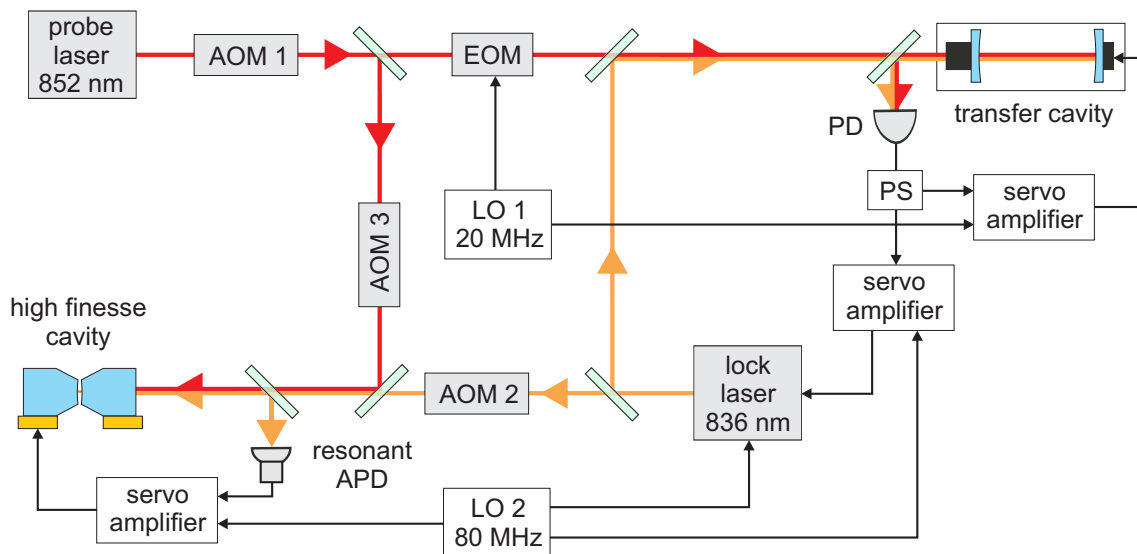 probe
laser
852 nm
AOM 1
EOM
transfer cavity
PD
PS
servo
amplifier
LO 1
20 MHz
AOM 3
servo
amplifier
high finesse
cavity
AOM 2
lock
laser
836 nm
resonant
APD
servo
amplifier
LO 2
80 MHz